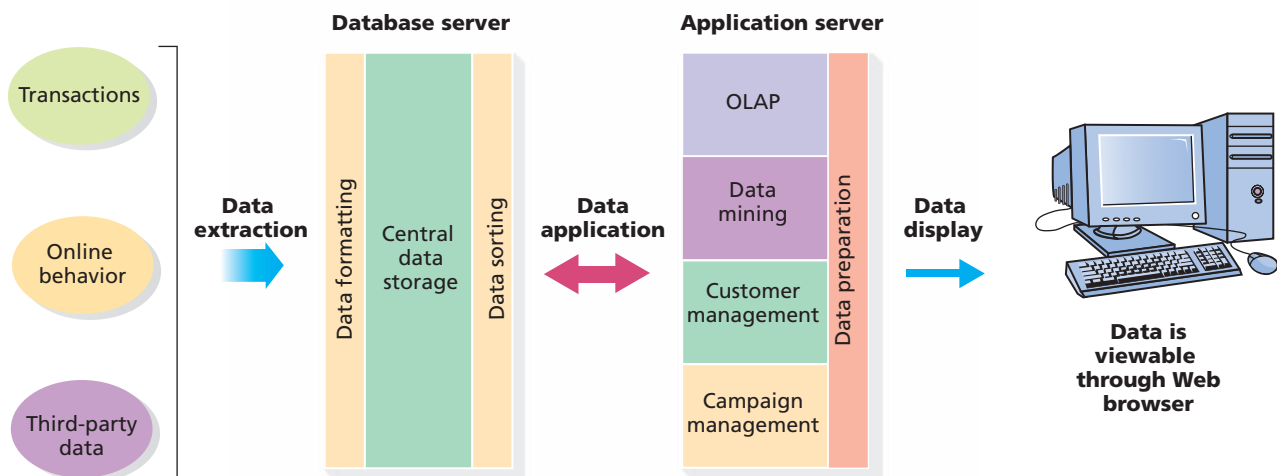 Database server
Application server
Transactions
Online
behavior
Third-party
data
Data
extraction
Data formatting
Central
data
storage
Data sorting
Data
application
OLAP
Data
mining
Customer
management
Campaign
management
Data preparation
Data
display
Data is
viewable
through Web
browser